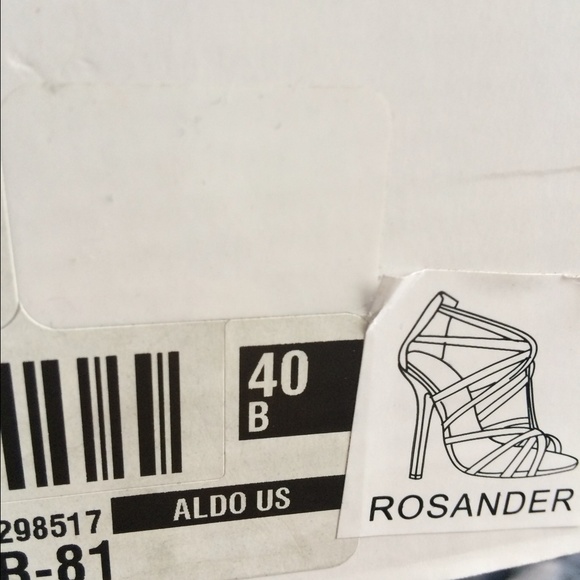 40
B
ALDO US
298517
B-81
ROSANDER